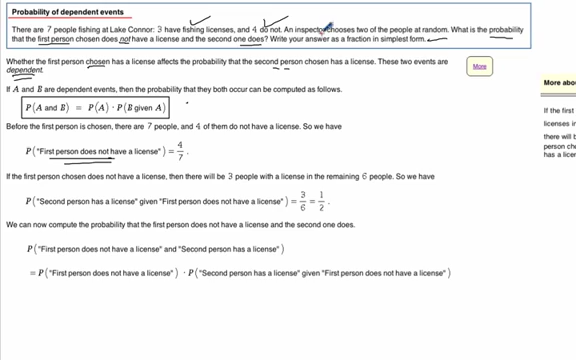 Probability of dependent events
There are 7 people fishing at Lake Connor: 3 have fishing licenses, and 4 do not. An inspector chooses two of the people at random. What is the probability
that the first person chosen does not have a license and the second one does? Write your answer as a fraction in simplest form.
Whether the first person chosen has a license affects the probability that the second person chosen has a license. These two events are
dependent.
More
If A and B are dependent events, then the probability that they both occur can be computed as follows.
P(A and B) = P(A) · P(B given A)
Before the first person is chosen, there are 7 people, and 4 of them do not have a license. So we have
P("First person does not have a license") = 4/7.
If the first person chosen does not have a license, then there will be 3 people with a license in the remaining 6 people. So we have
P("Second person has a license" given "First person does not have a license") = 3/6 = 1/2.
We can now compute the probability that the first person does not have a license and the second one does.
P("First person does not have a license" and "Second person has a license")
= P("First person does not have a license") · P("Second person has a license" given "First person does not have a license")
More abou
If the first
licenses in
there will b
person cho
has a licen